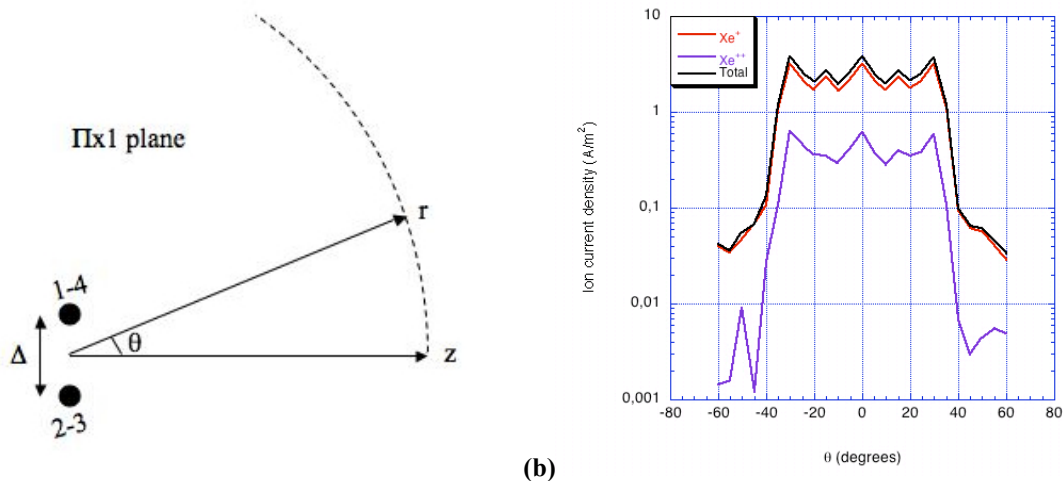 Πx1 plane
r
1-4
Δ
θ
z
2-3
(b)
Xe⁺
Xe⁺⁺
Total
Ion current density (A/m²)
10
1
0,1
0,01
0,001
-80 -60 -40 -20 0 20 40 60 80
θ (degrees)